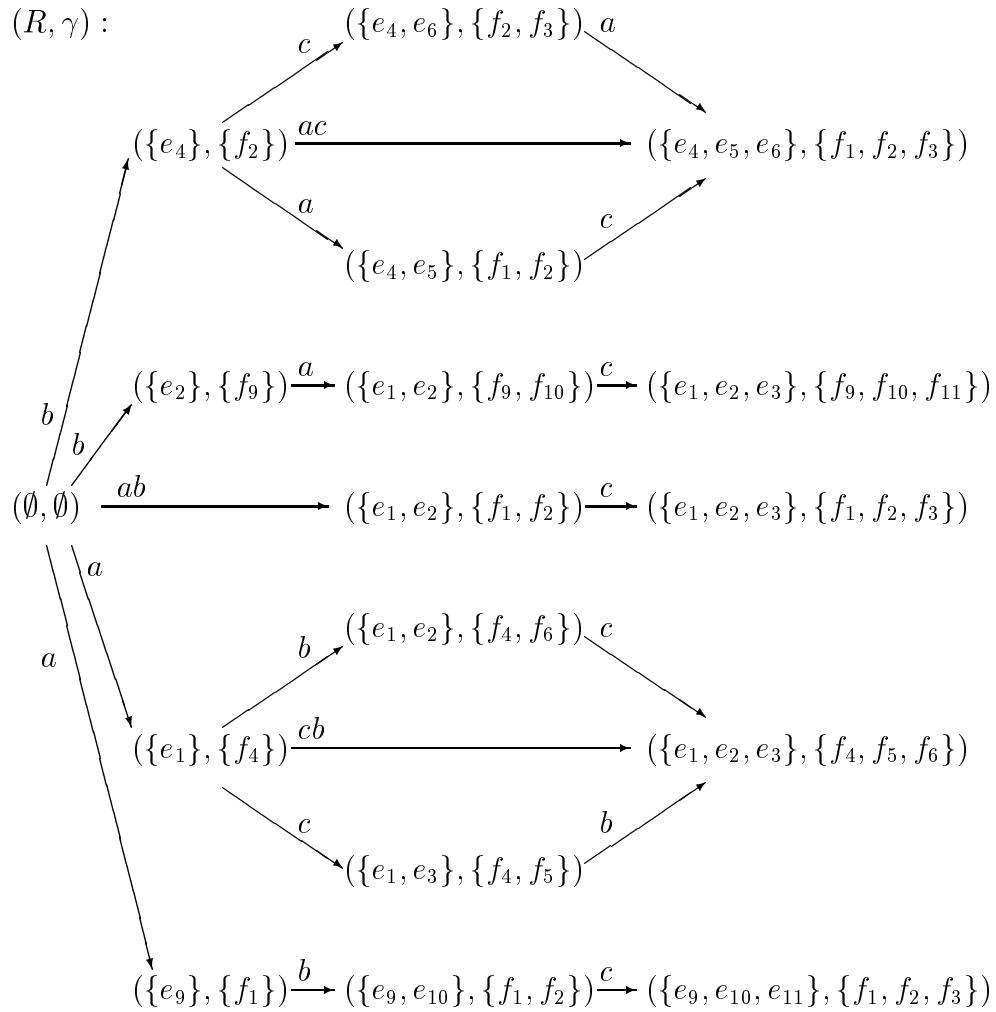 (R, γ) :
({e₄, e₆}, {f₂, f₃}) a
c
({e₄}, {f₂}) ac ({e₄, e₅, e₆}, {f₁, f₂, f₃})
a c
({e₄, e₅}, {f₁, f₂})
({e₂}, {f₉}) a ({e₁, e₂}, {f₉, f₁₀}) c ({e₁, e₂, e₃}, {f₉, f₁₀, f₁₁})
b
b
(∅, ∅) ab ({e₁, e₂}, {f₁, f₂}) c ({e₁, e₂, e₃}, {f₁, f₂, f₃})
a
({e₁, e₂}, {f₄, f₆}) c
a b
({e₁}, {f₄}) cb ({e₁, e₂, e₃}, {f₄, f₅, f₆})
c b
({e₁, e₃}, {f₄, f₅})
({e₉}, {f₁}) b ({e₉, e₁₀}, {f₁, f₂}) c ({e₉, e₁₀, e₁₁}, {f₁, f₂, f₃})